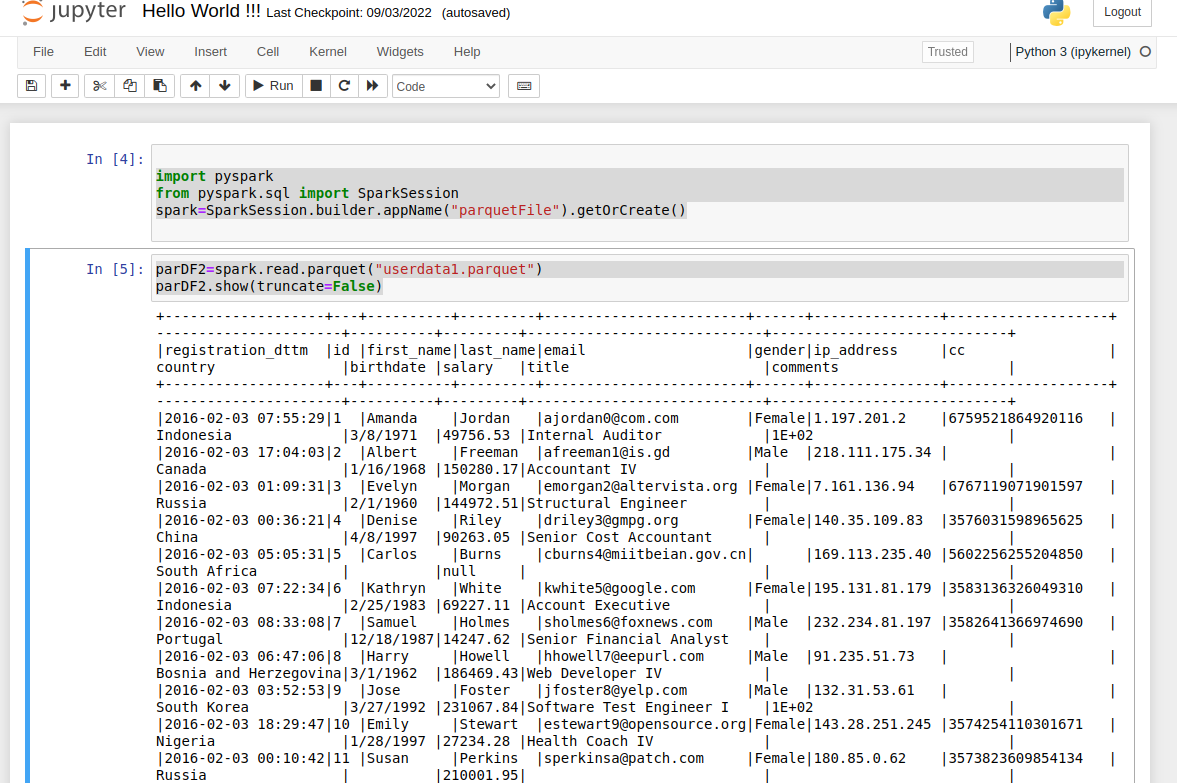 jupyter Hello World !!! Last Checkpoint: 09/03/2022 (autosaved) Logout
File Edit View Insert Cell Kernel Widgets Help Trusted Python 3 (ipykernel)
Run Code
In [4]:
import pyspark
from pyspark.sql import SparkSession
spark=SparkSession.builder.appName("parquetFile").getOrCreate()
In [5]: parDF2=spark.read.parquet("userdata1.parquet")
parDF2.show(truncate=False)
+-------------------+---+----------+---------+------------------------+------+---------------+-------------------+
----------------------+----------+---------+----------------------------+----------------------------+
|registration_dttm  |id |first_name|last_name|email                   |gender|ip_address     |cc                 |
country               |birthdate |salary   |title                       |comments                    |
+-------------------+---+----------+---------+------------------------+------+---------------+-------------------+
----------------------+----------+---------+----------------------------+----------------------------+
|2016-02-03 07:55:29|1  |Amanda    |Jordan   |ajordan0@com.com        |Female|1.197.201.2    |6759521864920116   |
Indonesia             |3/8/1971  |49756.53 |Internal Auditor            |1E+02                       |
|2016-02-03 17:04:03|2  |Albert    |Freeman  |afreeman1@is.gd         |Male  |218.111.175.34 |                   |
Canada                |1/16/1968 |150280.17|Accountant IV               |                            |
|2016-02-03 01:09:31|3  |Evelyn    |Morgan   |emorgan2@altervista.org |Female|7.161.136.94   |6767119071901597   |
Russia                |2/1/1960  |144972.51|Structural Engineer         |                            |
|2016-02-03 00:36:21|4  |Denise    |Riley    |driley3@gmpg.org        |Female|140.35.109.83  |3576031598965625   |
China                 |4/8/1997  |90263.05 |Senior Cost Accountant      |                            |
|2016-02-03 05:05:31|5  |Carlos    |Burns    |cburns4@miitbeian.gov.cn|      |169.113.235.40 |5602256255204850   |
South Africa          |          |null     |                            |                            |
|2016-02-03 07:22:34|6  |Kathryn   |White    |kwhite5@google.com      |Female|195.131.81.179 |3583136326049310   |
Indonesia             |2/25/1983 |69227.11 |Account Executive           |                            |
|2016-02-03 08:33:08|7  |Samuel    |Holmes   |sholmes6@foxnews.com    |Male  |232.234.81.197 |3582641366974690   |
Portugal              |12/18/1987|14247.62 |Senior Financial Analyst    |                            |
|2016-02-03 06:47:06|8  |Harry     |Howell   |hhowell7@eepurl.com     |Male  |91.235.51.73   |                   |
Bosnia and Herzegovina|3/1/1962  |186469.43|Web Developer IV            |                            |
|2016-02-03 03:52:53|9  |Jose      |Foster   |jfoster8@yelp.com       |Male  |132.31.53.61   |                   |
South Korea           |3/27/1992 |231067.84|Software Test Engineer I    |1E+02                       |
|2016-02-03 18:29:47|10 |Emily     |Stewart  |estewart9@opensource.org|Female|143.28.251.245 |3574254110301671   |
Nigeria               |1/28/1997 |27234.28 |Health Coach IV             |                            |
|2016-02-03 00:10:42|11 |Susan     |Perkins  |sperkinsa@patch.com     |Female|180.85.0.62    |3573823609854134   |
Russia                |          |210001.95|                            |                            |